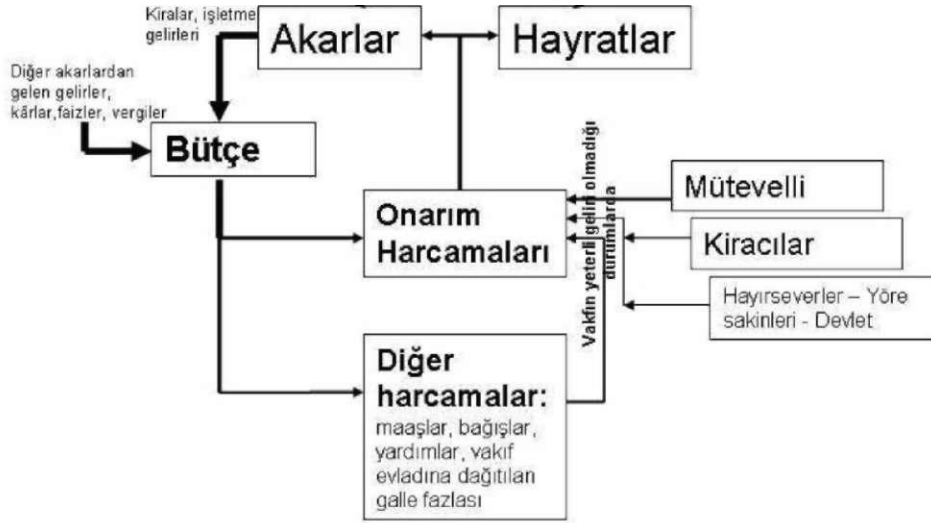 Kiralar, işletme
gelirleri
Akarlar
Hayratlar
Diğer akarlardan
gelen gelirler,
kârlar,faizler, vergiler
Bütçe
Vakfın yeterli geliri olmadığı
durumlarda
Mütevelli
Onarım
Harcamaları
Kiracılar
Hayırseverler – Yöre
sakinleri - Devlet
Diğer
harcamalar:
maaşlar, bağışlar,
yardımlar, vakıf
evladına dağıtılan
galle fazlası